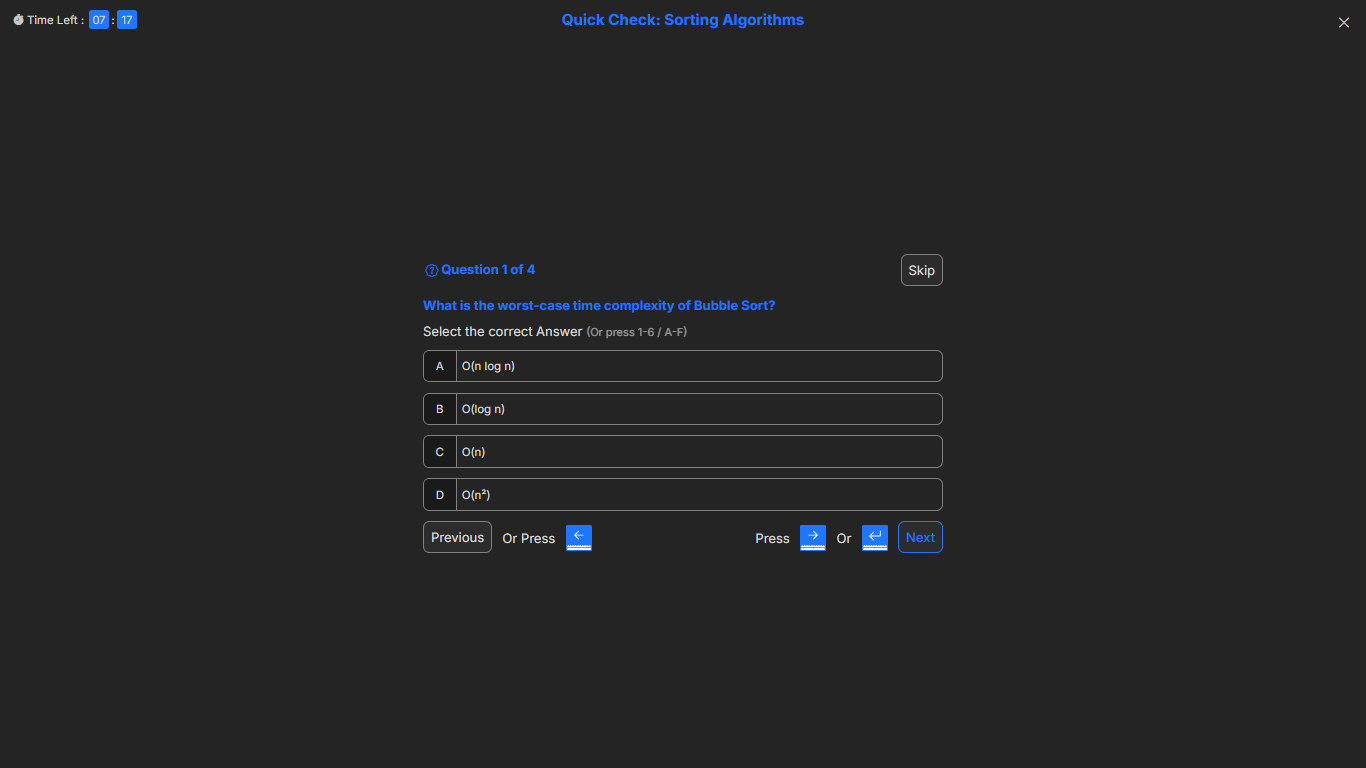 Time Left : 07 : 17
Quick Check: Sorting Algorithms
Question 1 of 4
Skip
What is the worst-case time complexity of Bubble Sort?
Select the correct Answer (Or press 1-6 / A-F)
A O(n log n)
B O(log n)
C O(n)
D O(n²)
Previous Or Press ← Press → Or ↵ Next